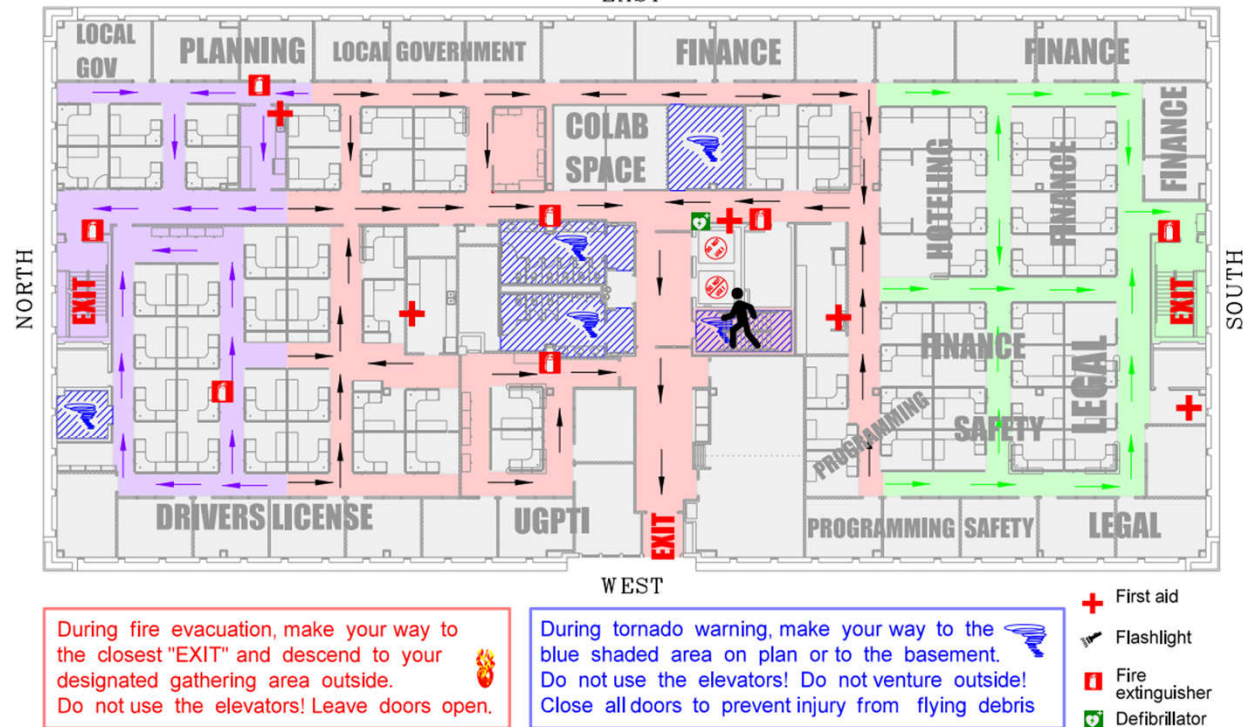 EAST
LOCAL
GOV
PLANNING
LOCAL GOVERNMENT
FINANCE
FINANCE
COLAB
SPACE
HOTELING
FINANCE
FINANCE
NORTH
EXIT
EXIT
SOUTH
FINANCE
LEGAL
PROGRAMMING
SAFETY
DRIVERS LICENSE
UGPTI
EXIT
PROGRAMMING
SAFETY
LEGAL
WEST
During fire evacuation, make your way to
the closest "EXIT" and descend to your
designated gathering area outside.
Do not use the elevators! Leave doors open.
During tornado warning, make your way to the
blue shaded area on plan or to the basement.
Do not use the elevators! Do not venture outside!
Close all doors to prevent injury from flying debris
First aid
Flashlight
Fire
extinguisher
Defibrillator